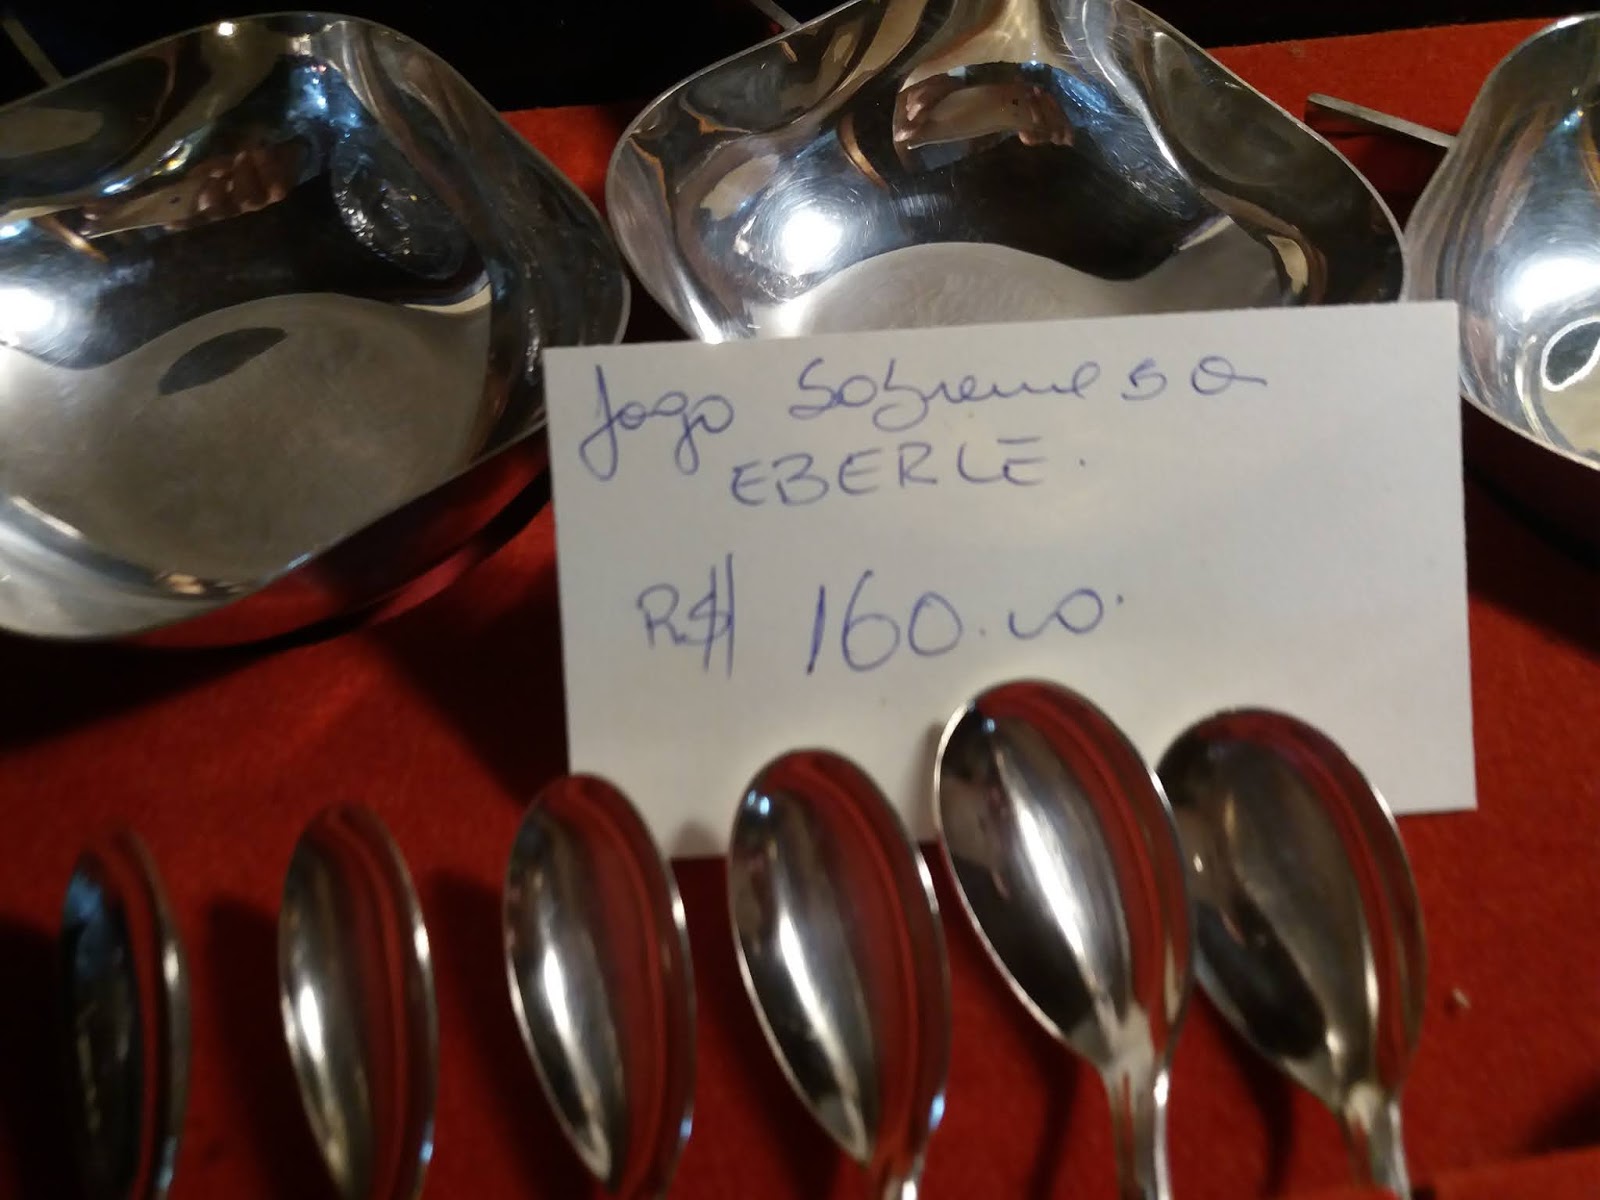 Jogo Sobremesa
EBERLE.
R$ 160.00